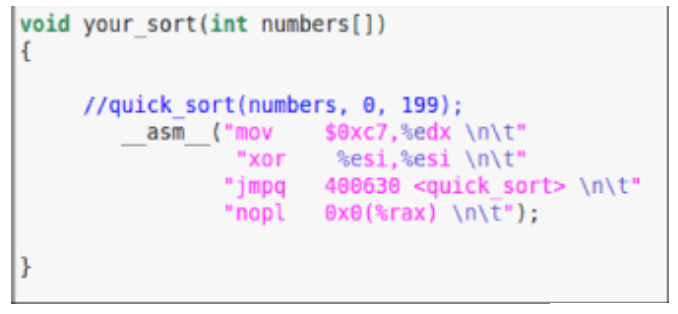 void your_sort(int numbers[])
{
//quick_sort(numbers, 0, 199);
__asm__("mov $0xc7,%edx \n\t"
"xor %esi,%esi \n\t"
"jmpq 400630 <quick_sort> \n\t"
"nopl 0x0(%rax) \n\t");
}